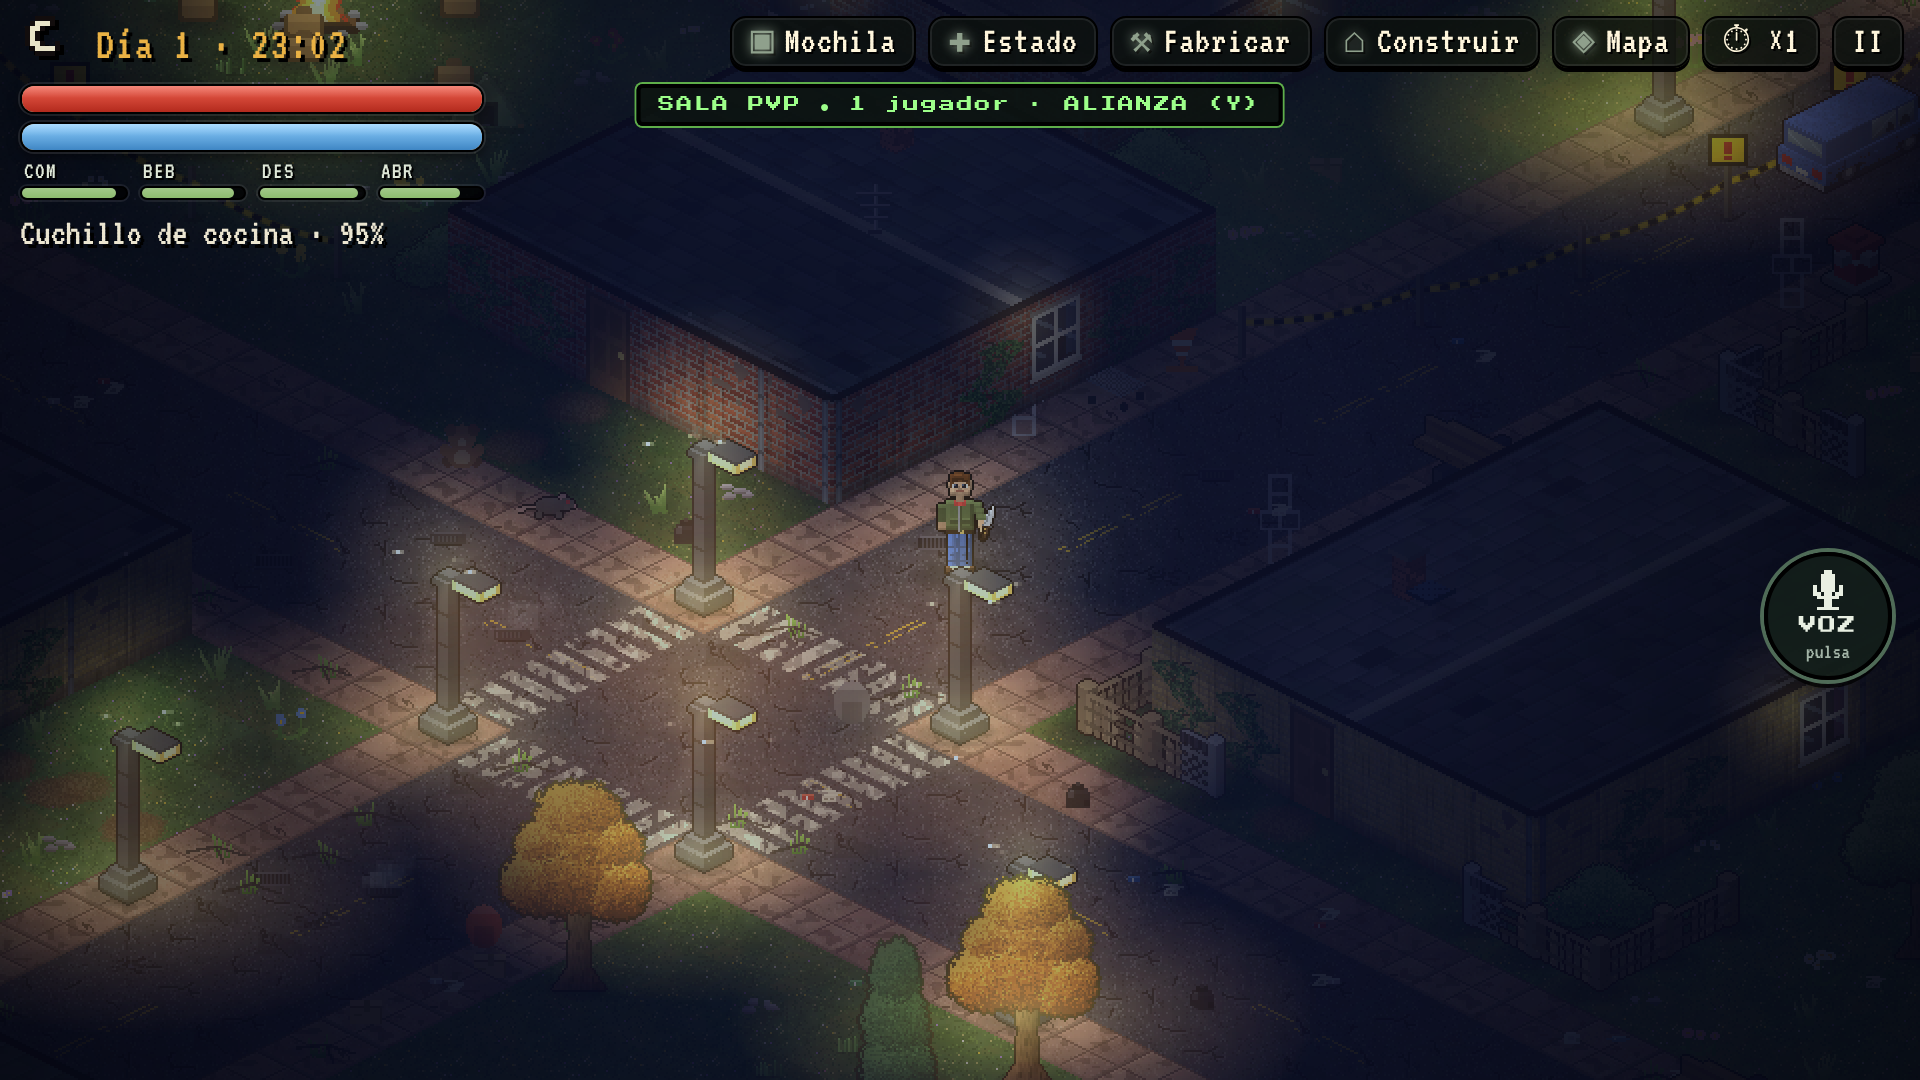 Día 1 · 23:02
Mochila
Estado
Fabricar
Construir
Mapa
X1
II
SALA PVP . 1 jugador · ALIANZA (Y)
COM BEB DES ABR
Cuchillo de cocina · 95%
VOZ
pulsa